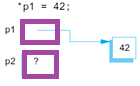 *p1 = 42;
p1
42
p2 ?